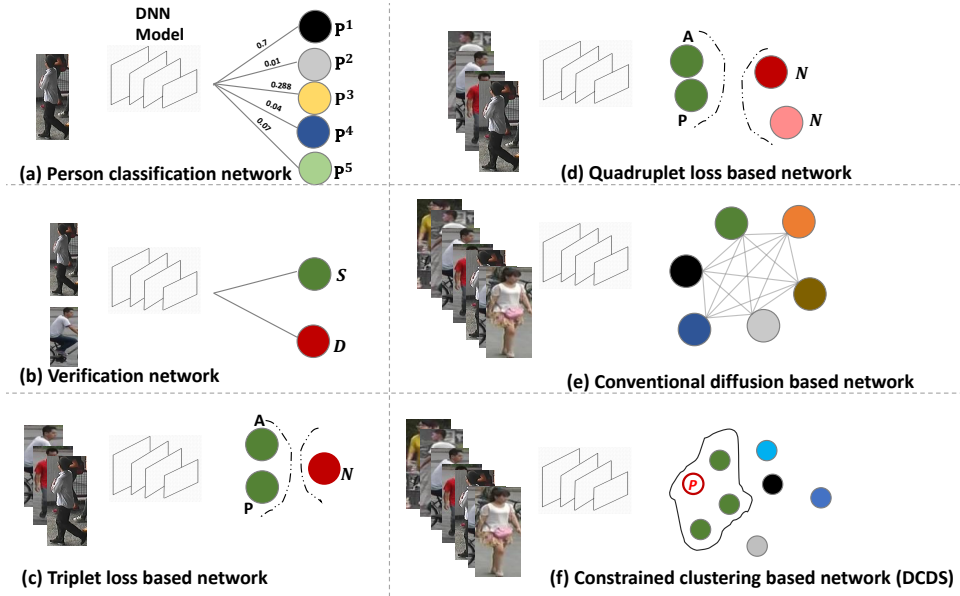 DNN
Model
0.7
0.01
0.288
0.04
0.07
P1
P2
P3
P4
P5
(a) Person classification network
S
D
(b) Verification network
A
P
N
(c) Triplet loss based network
A
P
N
N
(d) Quadruplet loss based network
(e) Conventional diffusion based network
P
(f) Constrained clustering based network (DCDS)